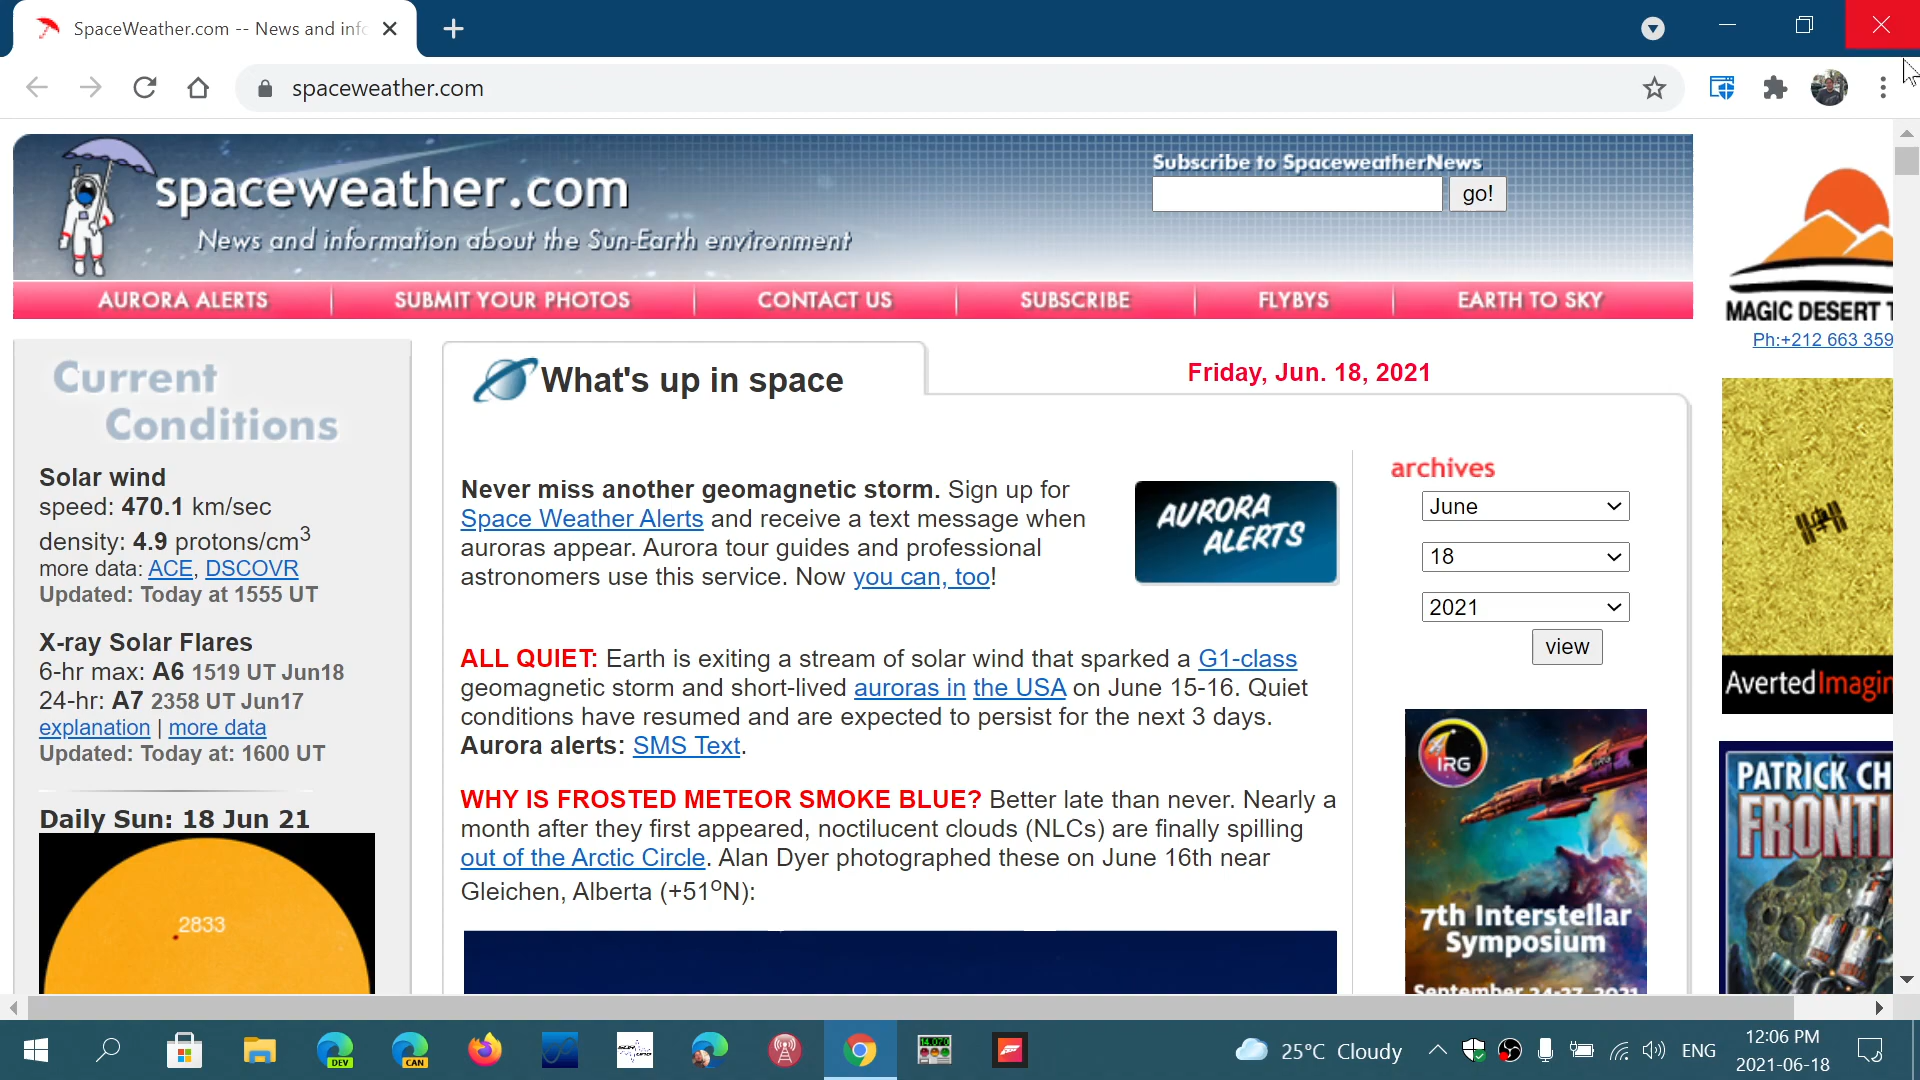 SpaceWeather.com -- News and info
spaceweather.com
spaceweather.com
News and information about the Sun-Earth environment
Subscribe to SpaceweatherNews
go!
AURORA ALERTS
SUBMIT YOUR PHOTOS
CONTACT US
SUBSCRIBE
FLYBYS
EARTH TO SKY
MAGIC DESERT T
Ph:+212 663 359
Current
Conditions
Solar wind
speed: 470.1 km/sec
density: 4.9 protons/cm³
more data: ACE, DSCOVR
Updated: Today at 1555 UT
X-ray Solar Flares
6-hr max: A6 1519 UT Jun18
24-hr: A7 2358 UT Jun17
explanation | more data
Updated: Today at: 1600 UT
Daily Sun: 18 Jun 21
2833
What's up in space
Friday, Jun. 18, 2021
Never miss another geomagnetic storm. Sign up for
Space Weather Alerts and receive a text message when
auroras appear. Aurora tour guides and professional
astronomers use this service. Now you can, too!
AURORA
ALERTS
ALL QUIET: Earth is exiting a stream of solar wind that sparked a G1-class
geomagnetic storm and short-lived auroras in the USA on June 15-16. Quiet
conditions have resumed and are expected to persist for the next 3 days.
Aurora alerts: SMS Text.
WHY IS FROSTED METEOR SMOKE BLUE? Better late than never. Nearly a
month after they first appeared, noctilucent clouds (NLCs) are finally spilling
out of the Arctic Circle. Alan Dyer photographed these on June 16th near
Gleichen, Alberta (+51ºN):
archives
June
18
2021
view
IRG
7th Interstellar
Symposium
September 24-27, 2021
AvertedImagin
PATRICK CH
FRONTI
DEV
CAN
14.070
25°C Cloudy
ENG
12:06 PM
2021-06-18